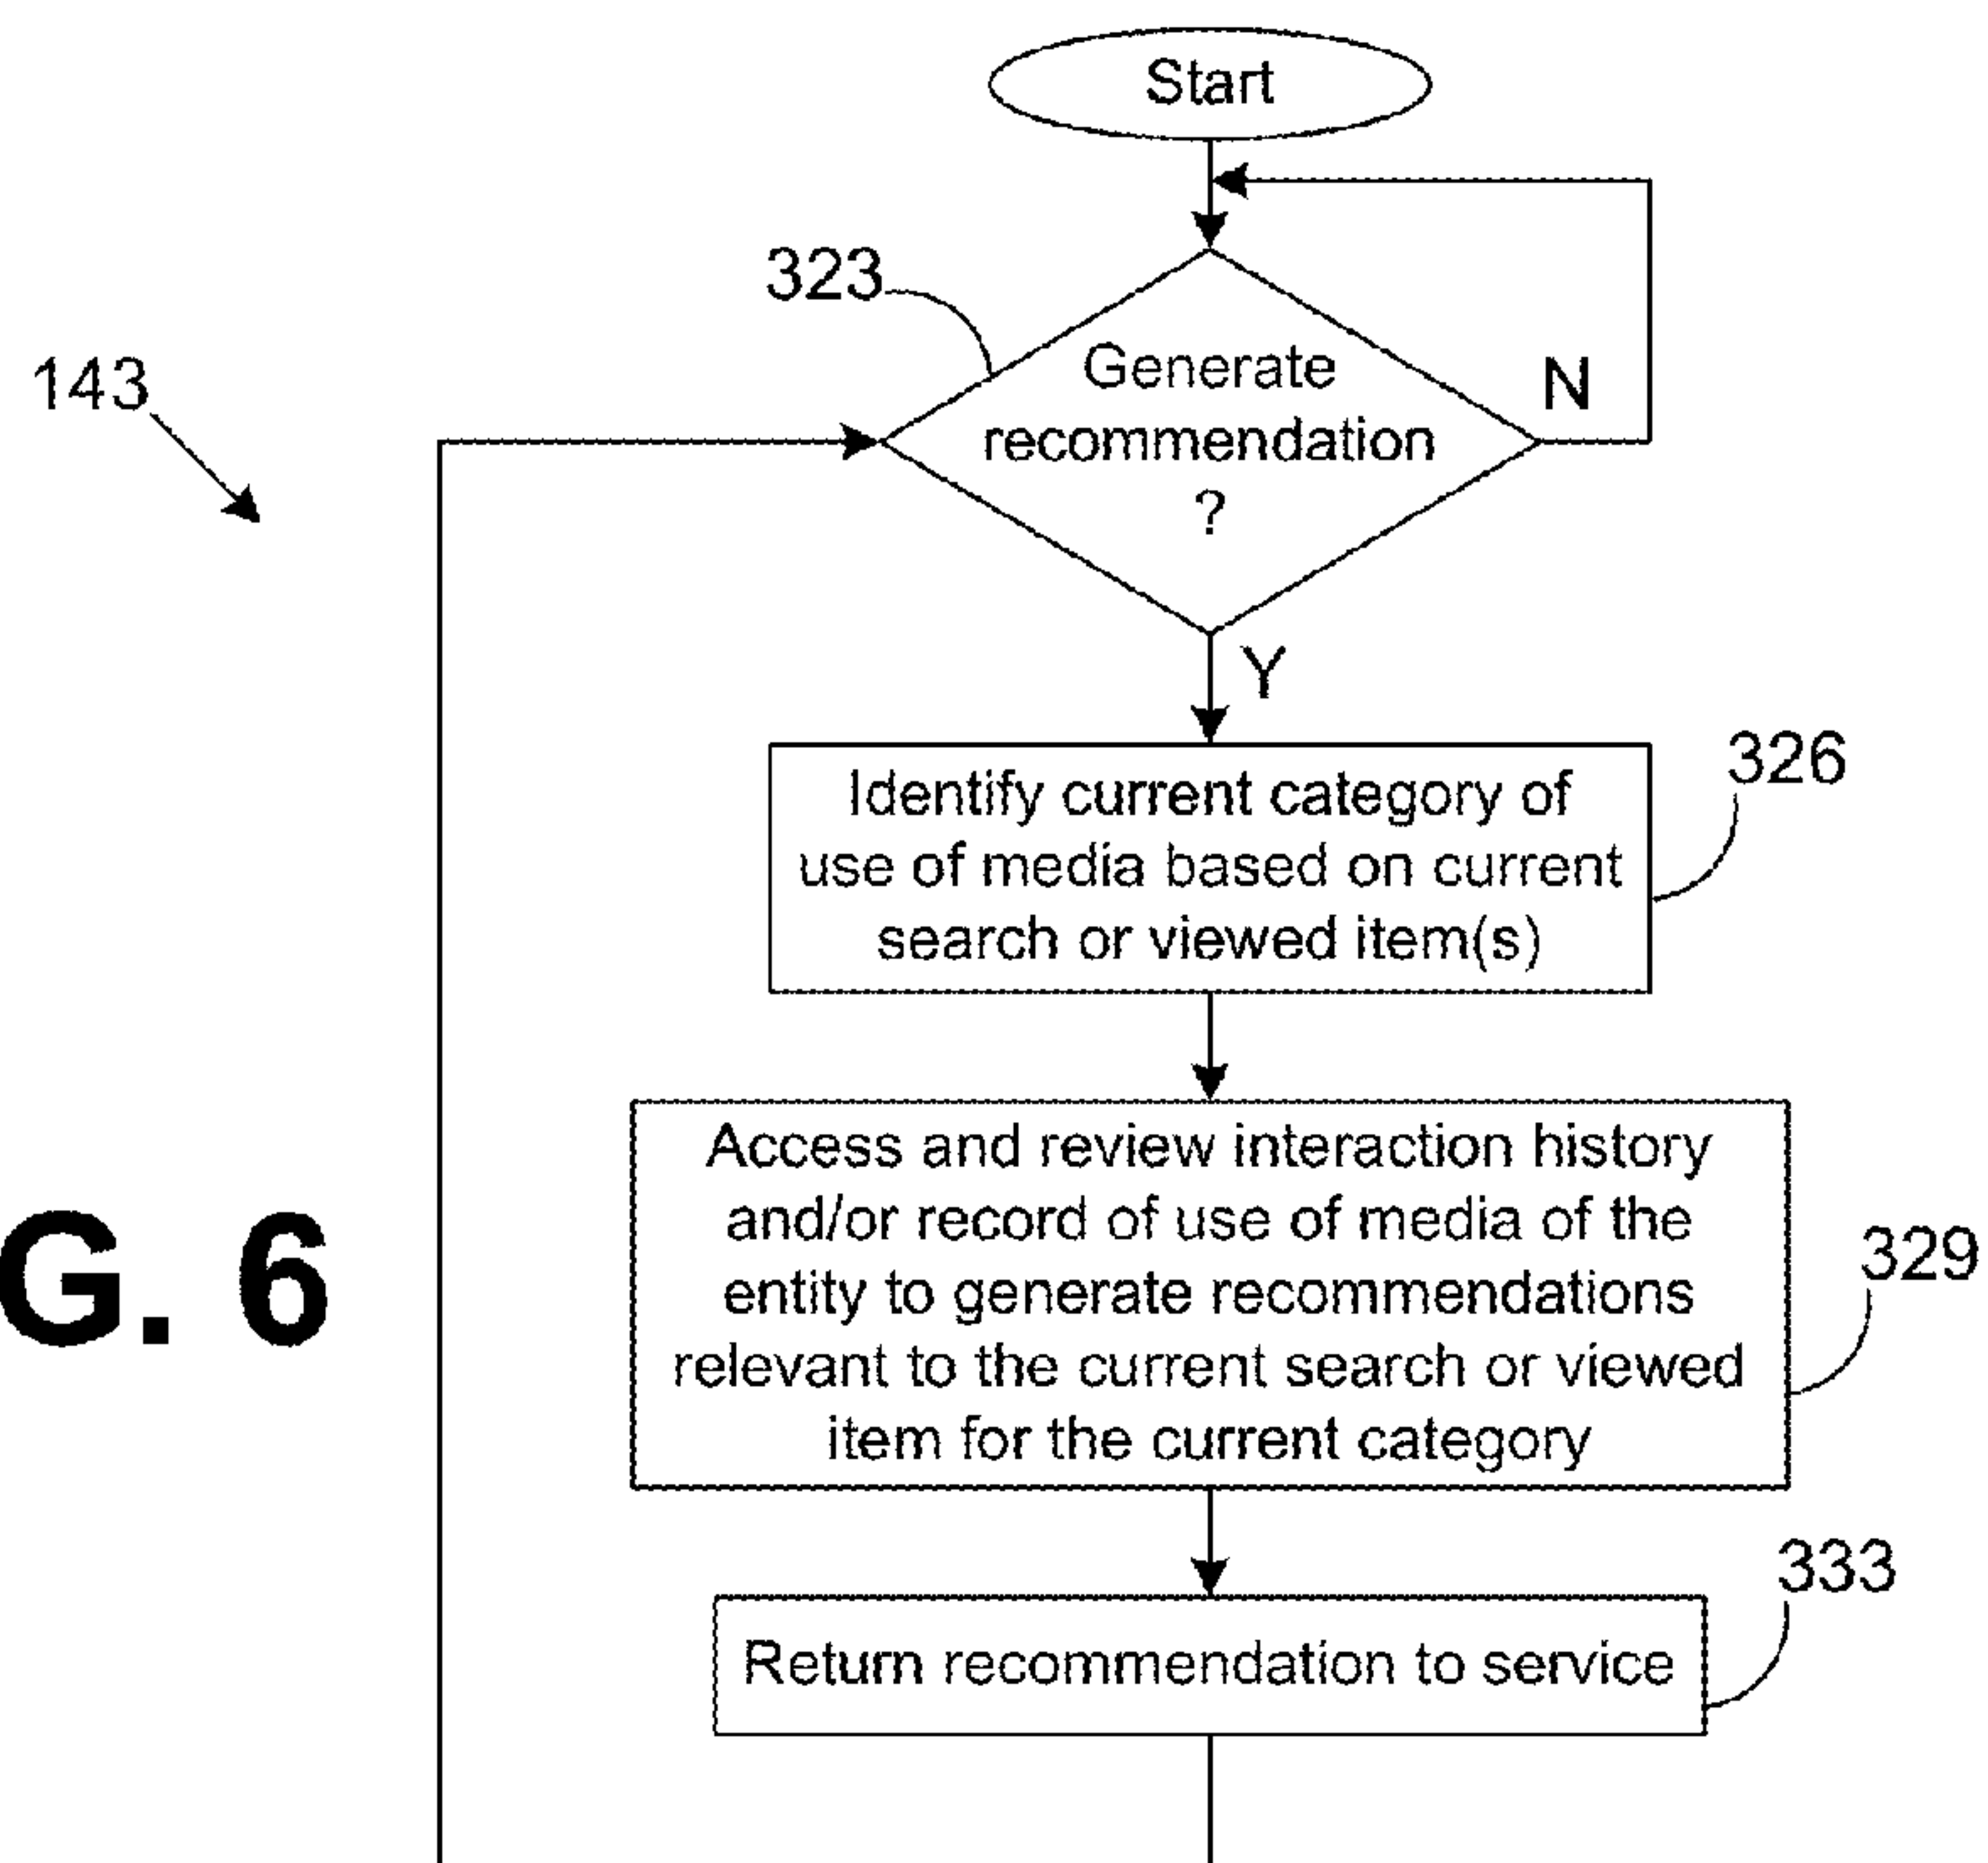 Start
323
143
Generate
recommendation
?
N
Y
326
Identify current category of
use of media based on current
search or viewed item(s)
Access and review interaction history
and/or record of use of media of the
entity to generate recommendations
relevant to the current search or viewed
item for the current category
329
G. 6
333
Return recommendation to service